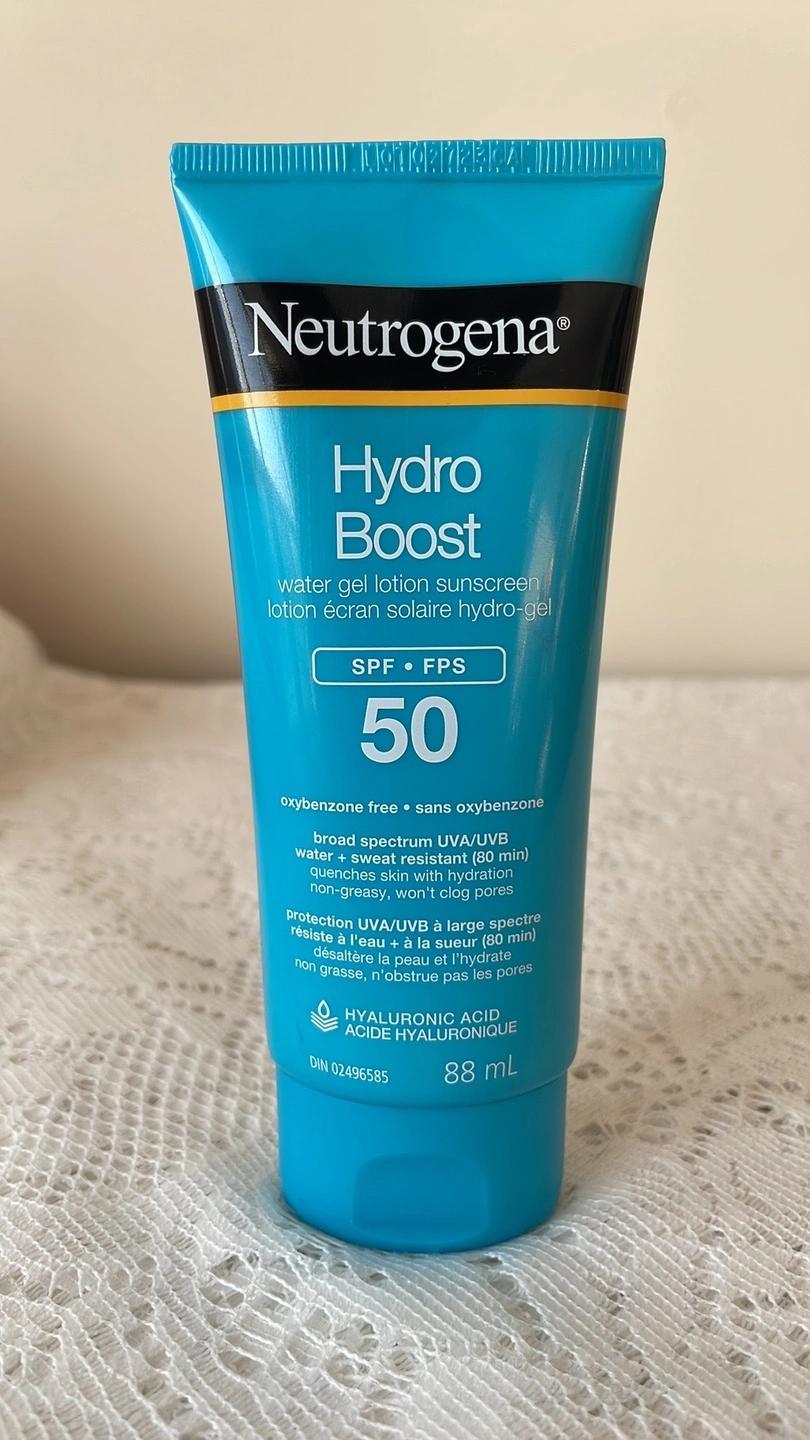 Neutrogena®
Hydro
Boost
water gel lotion sunscreen
lotion écran solaire hydro-gel
SPF • FPS
50
oxybenzone free • sans oxybenzone
broad spectrum UVA/UVB
water + sweat resistant (80 min)
quenches skin with hydration
non-greasy, won't clog pores
protection UVA/UVB à large spectre
résiste à l'eau + à la sueur (80 min)
désaltère la peau et l’hydrate
non grasse, n’obstrue pas les pores
HYALURONIC ACID
ACIDE HYALURONIQUE
DIN 02496585 88 mL